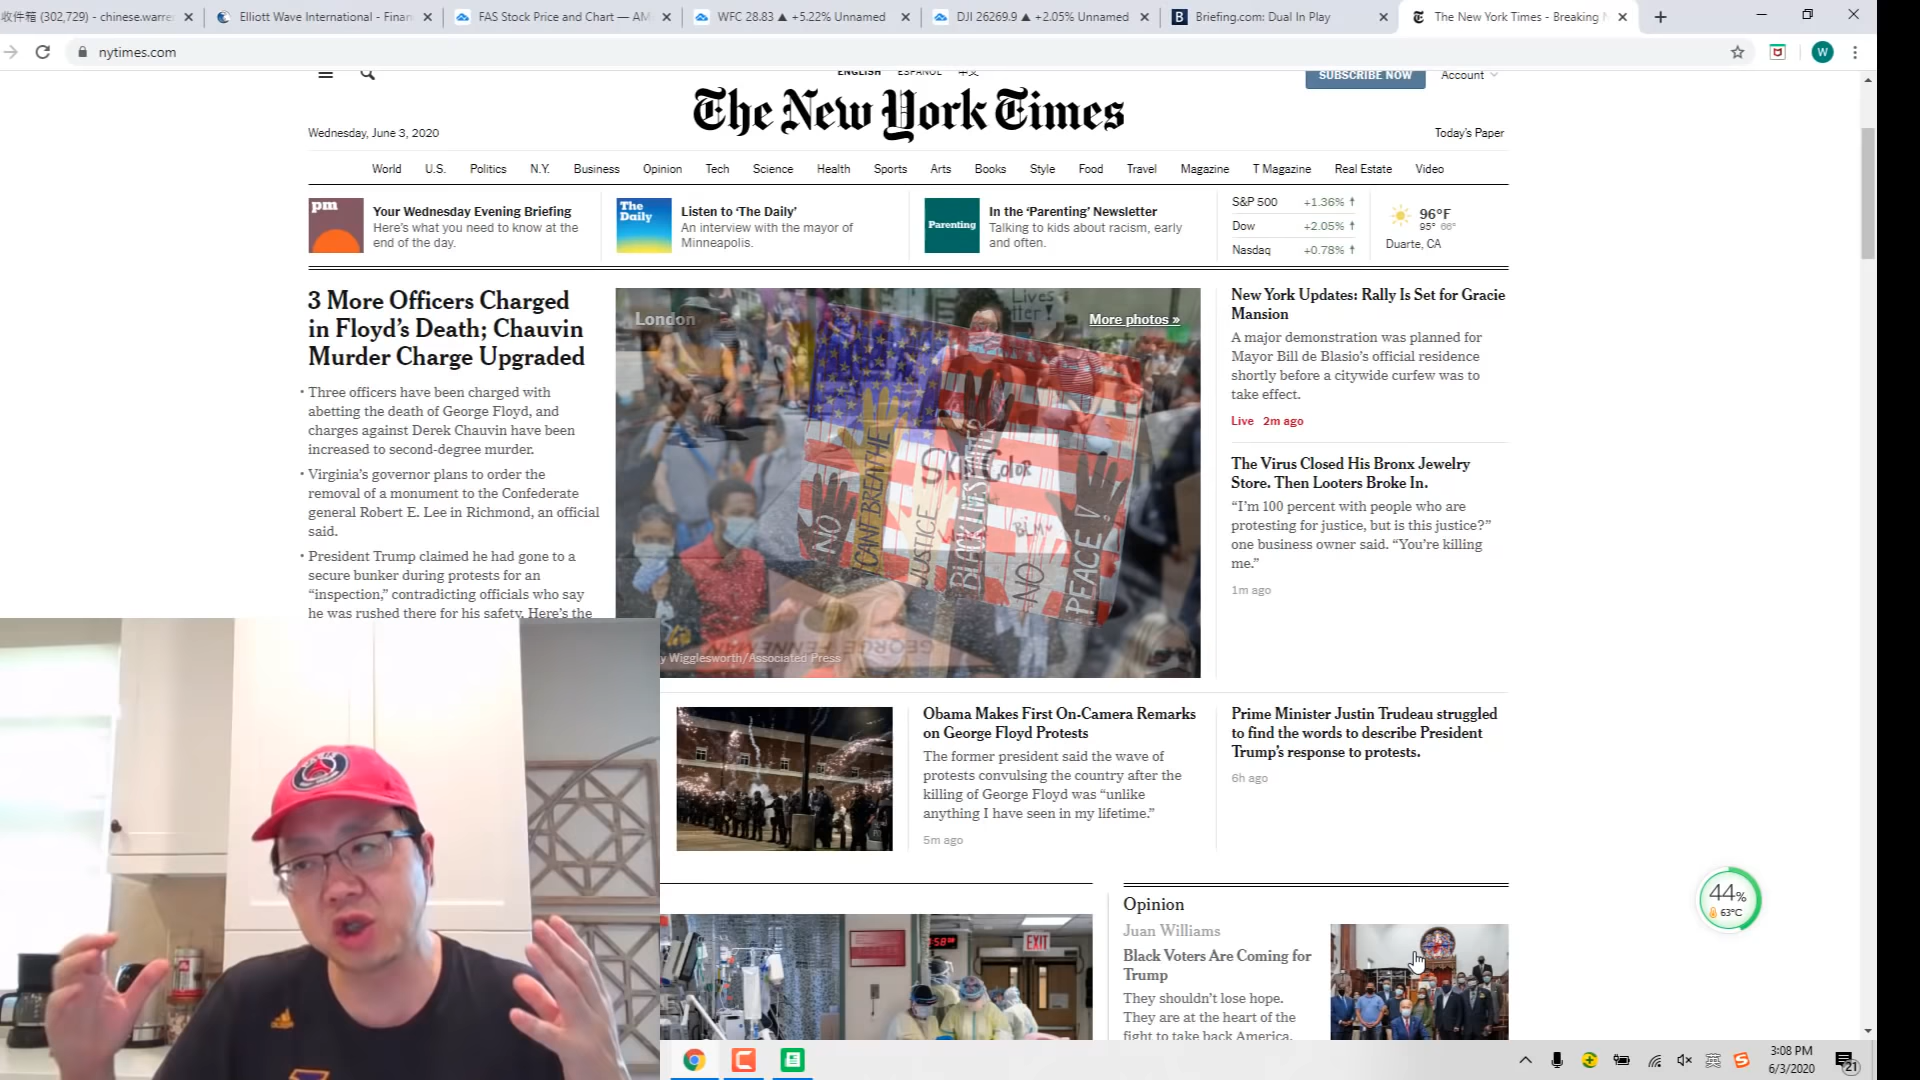 收件箱 (302,729) - chinese.warre
Elliott Wave International - Finan
FAS Stock Price and Chart — AM
WFC 28.83 ▲ +5.22% Unnamed
DJI 26269.9 ▲ +2.05% Unnamed
Briefing.com: Dual In Play
The New York Times - Breaking N
nytimes.com
W
ENGLISH ESPAÑOL 中文
SUBSCRIBE NOW
Account
The New York Times
Wednesday, June 3, 2020
Today's Paper
World U.S. Politics N.Y. Business Opinion Tech Science Health Sports Arts Books Style Food Travel Magazine T Magazine Real Estate Video
pm
Your Wednesday Evening Briefing
Here's what you need to know at the
end of the day.
The
Daily
Listen to 'The Daily'
An interview with the mayor of
Minneapolis.
Parenting
In the 'Parenting' Newsletter
Talking to kids about racism, early
and often.
S&P 500 +1.36% ↑
Dow +2.05% ↑
Nasdaq +0.78% ↑
96°F
95° 66°
Duarte, CA
3 More Officers Charged
in Floyd's Death; Chauvin
Murder Charge Upgraded
• Three officers have been charged with
abetting the death of George Floyd, and
charges against Derek Chauvin have been
increased to second-degree murder.
• Virginia's governor plans to order the
removal of a monument to the Confederate
general Robert E. Lee in Richmond, an official
said.
• President Trump claimed he had gone to a
secure bunker during protests for an
“inspection,” contradicting officials who say
he was rushed there for his safety. Here's the
London
More photos »
Lives
tter!
SKIN Color
NO
CANT BREATHE
JUSTICE
BLACK LIVES MATTER
BLM
NO
PEACE!
y Wigglesworth/Associated Press
New York Updates: Rally Is Set for Gracie
Mansion
A major demonstration was planned for
Mayor Bill de Blasio's official residence
shortly before a citywide curfew was to
take effect.
Live 2m ago
The Virus Closed His Bronx Jewelry
Store. Then Looters Broke In.
“I'm 100 percent with people who are
protesting for justice, but is this justice?”
one business owner said. “You're killing
me.”
1m ago
Obama Makes First On-Camera Remarks
on George Floyd Protests
The former president said the wave of
protests convulsing the country after the
killing of George Floyd was “unlike
anything I have seen in my lifetime.”
5m ago
Prime Minister Justin Trudeau struggled
to find the words to describe President
Trump's response to protests.
6h ago
Opinion
Juan Williams
Black Voters Are Coming for
Trump
They shouldn't lose hope.
They are at the heart of the
fight to take back America.
EXIT
44%
63°C
英
3:08 PM
6/3/2020
21